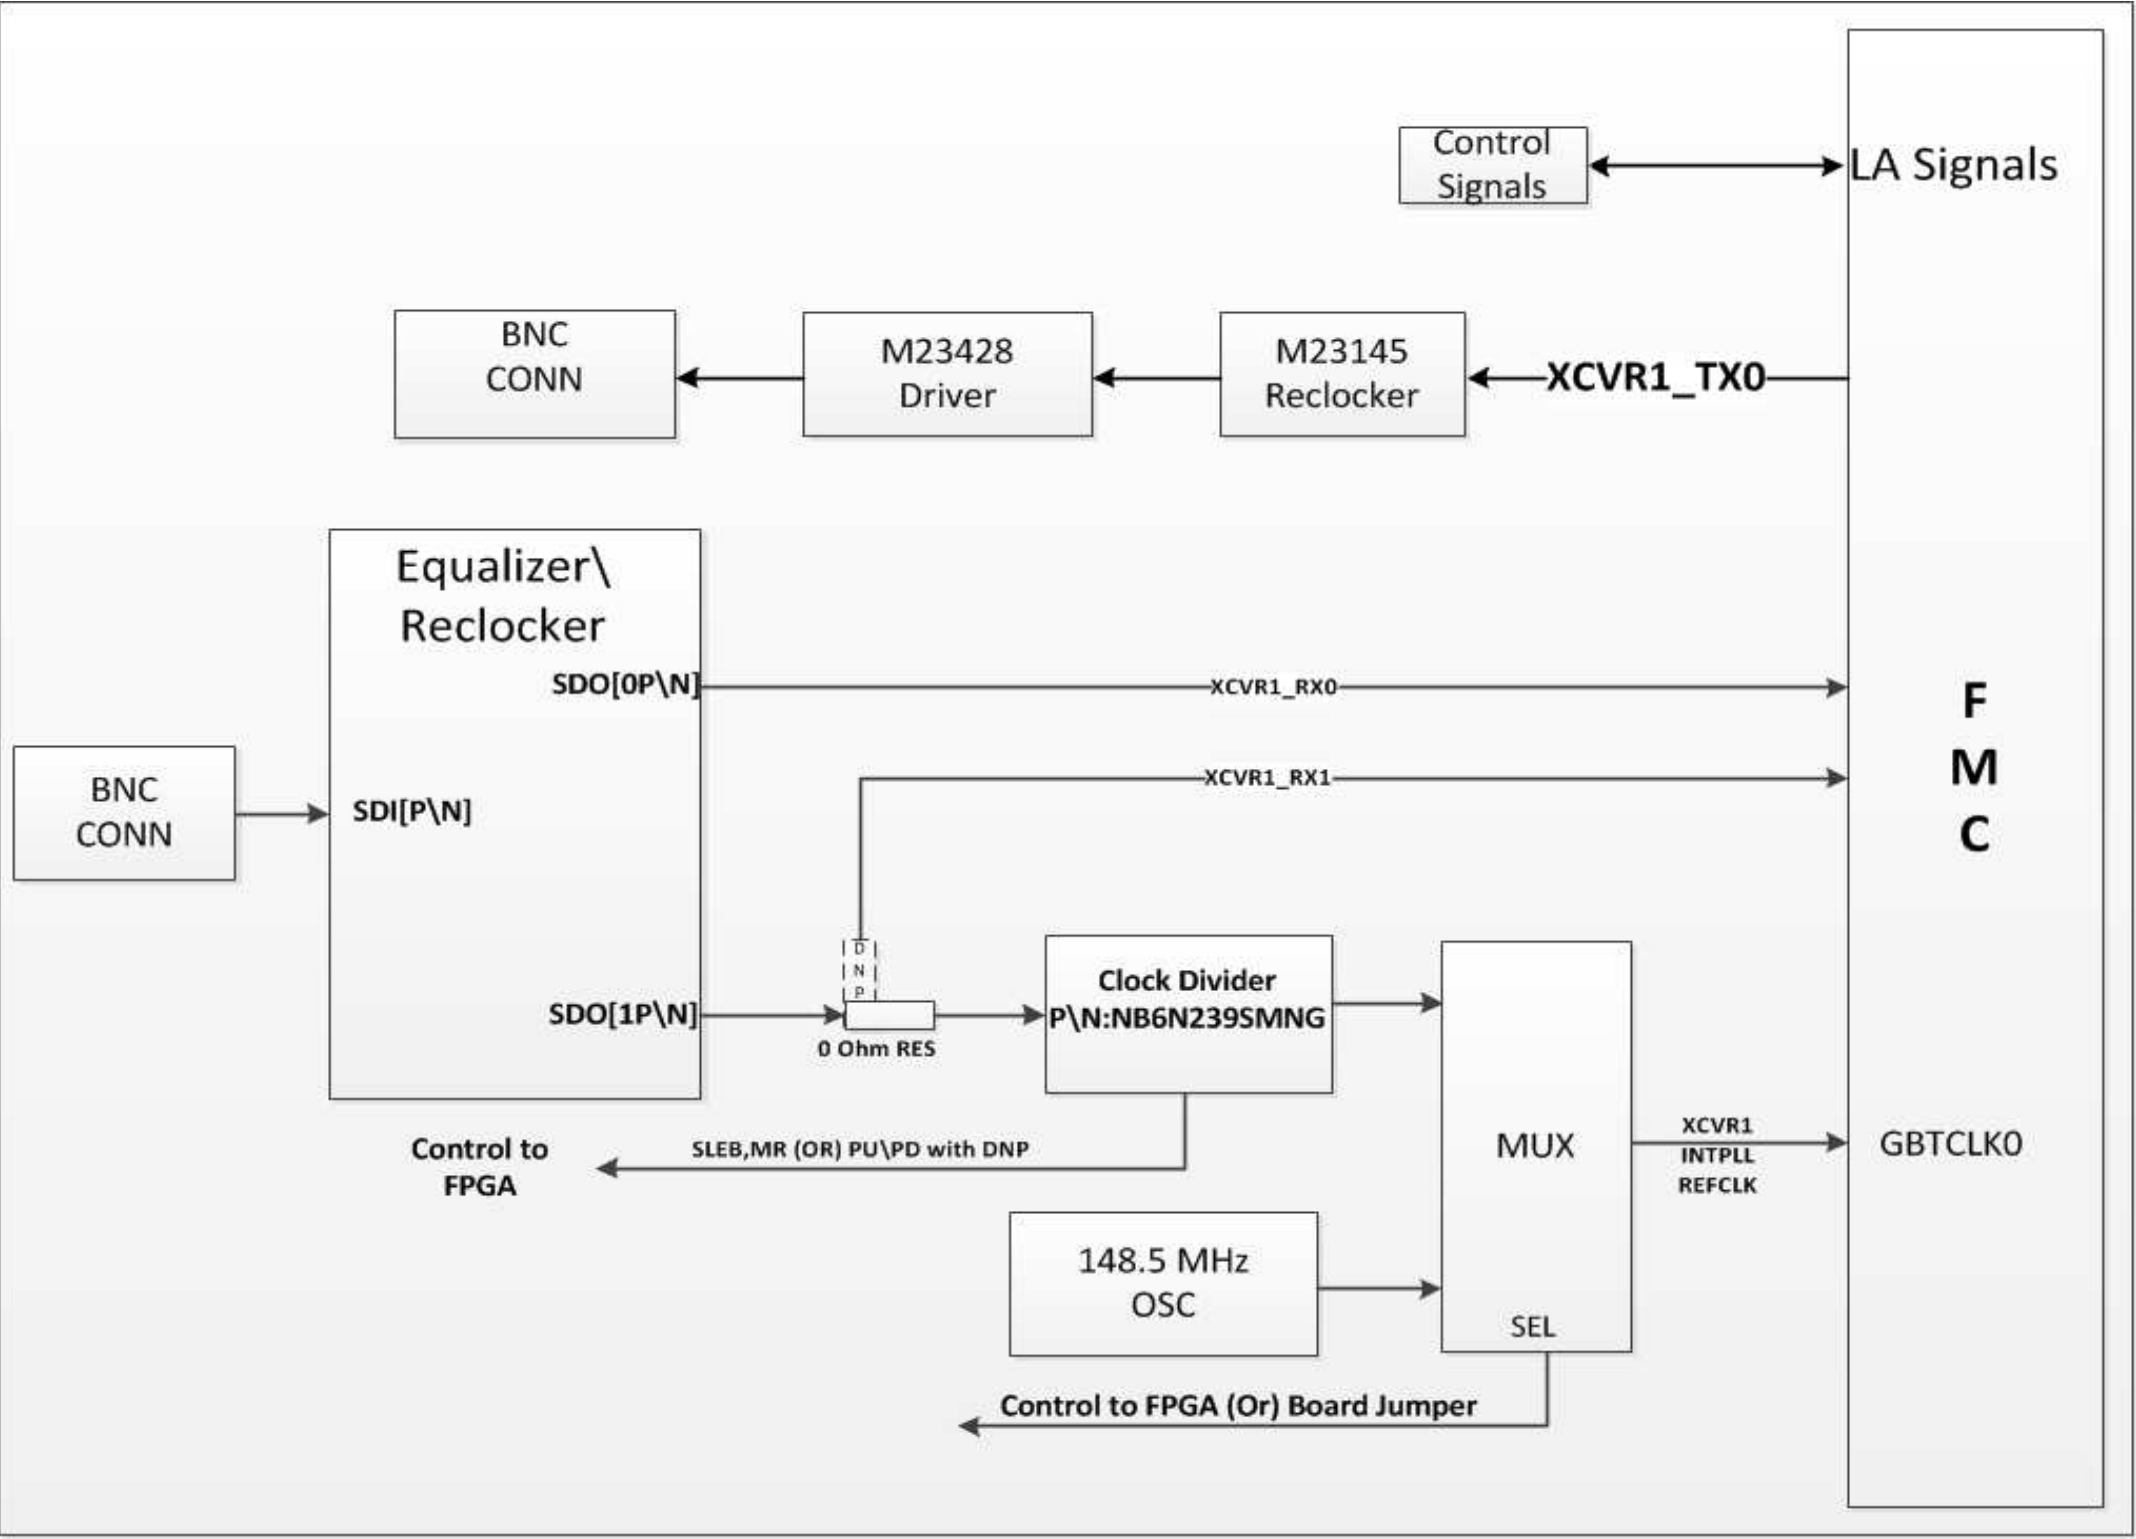 Control
Signals
LA Signals
BNC
CONN
M23428
Driver
M23145
Reclocker
XCVR1_TX0
Equalizer\
Reclocker
SDO[0P\N]
XCVR1_RX0
F
M
C
XCVR1_RX1
BNC
CONN
SDI[P\N]
D
N
P
SDO[1P\N]
0 Ohm RES
Clock Divider
P\N:NB6N239SMNG
Control to
FPGA
SLEB,MR (OR) PU\PD with DNP
MUX
XCVR1
INTPLL
REFCLK
GBTCLK0
148.5 MHz
OSC
SEL
Control to FPGA (Or) Board Jumper